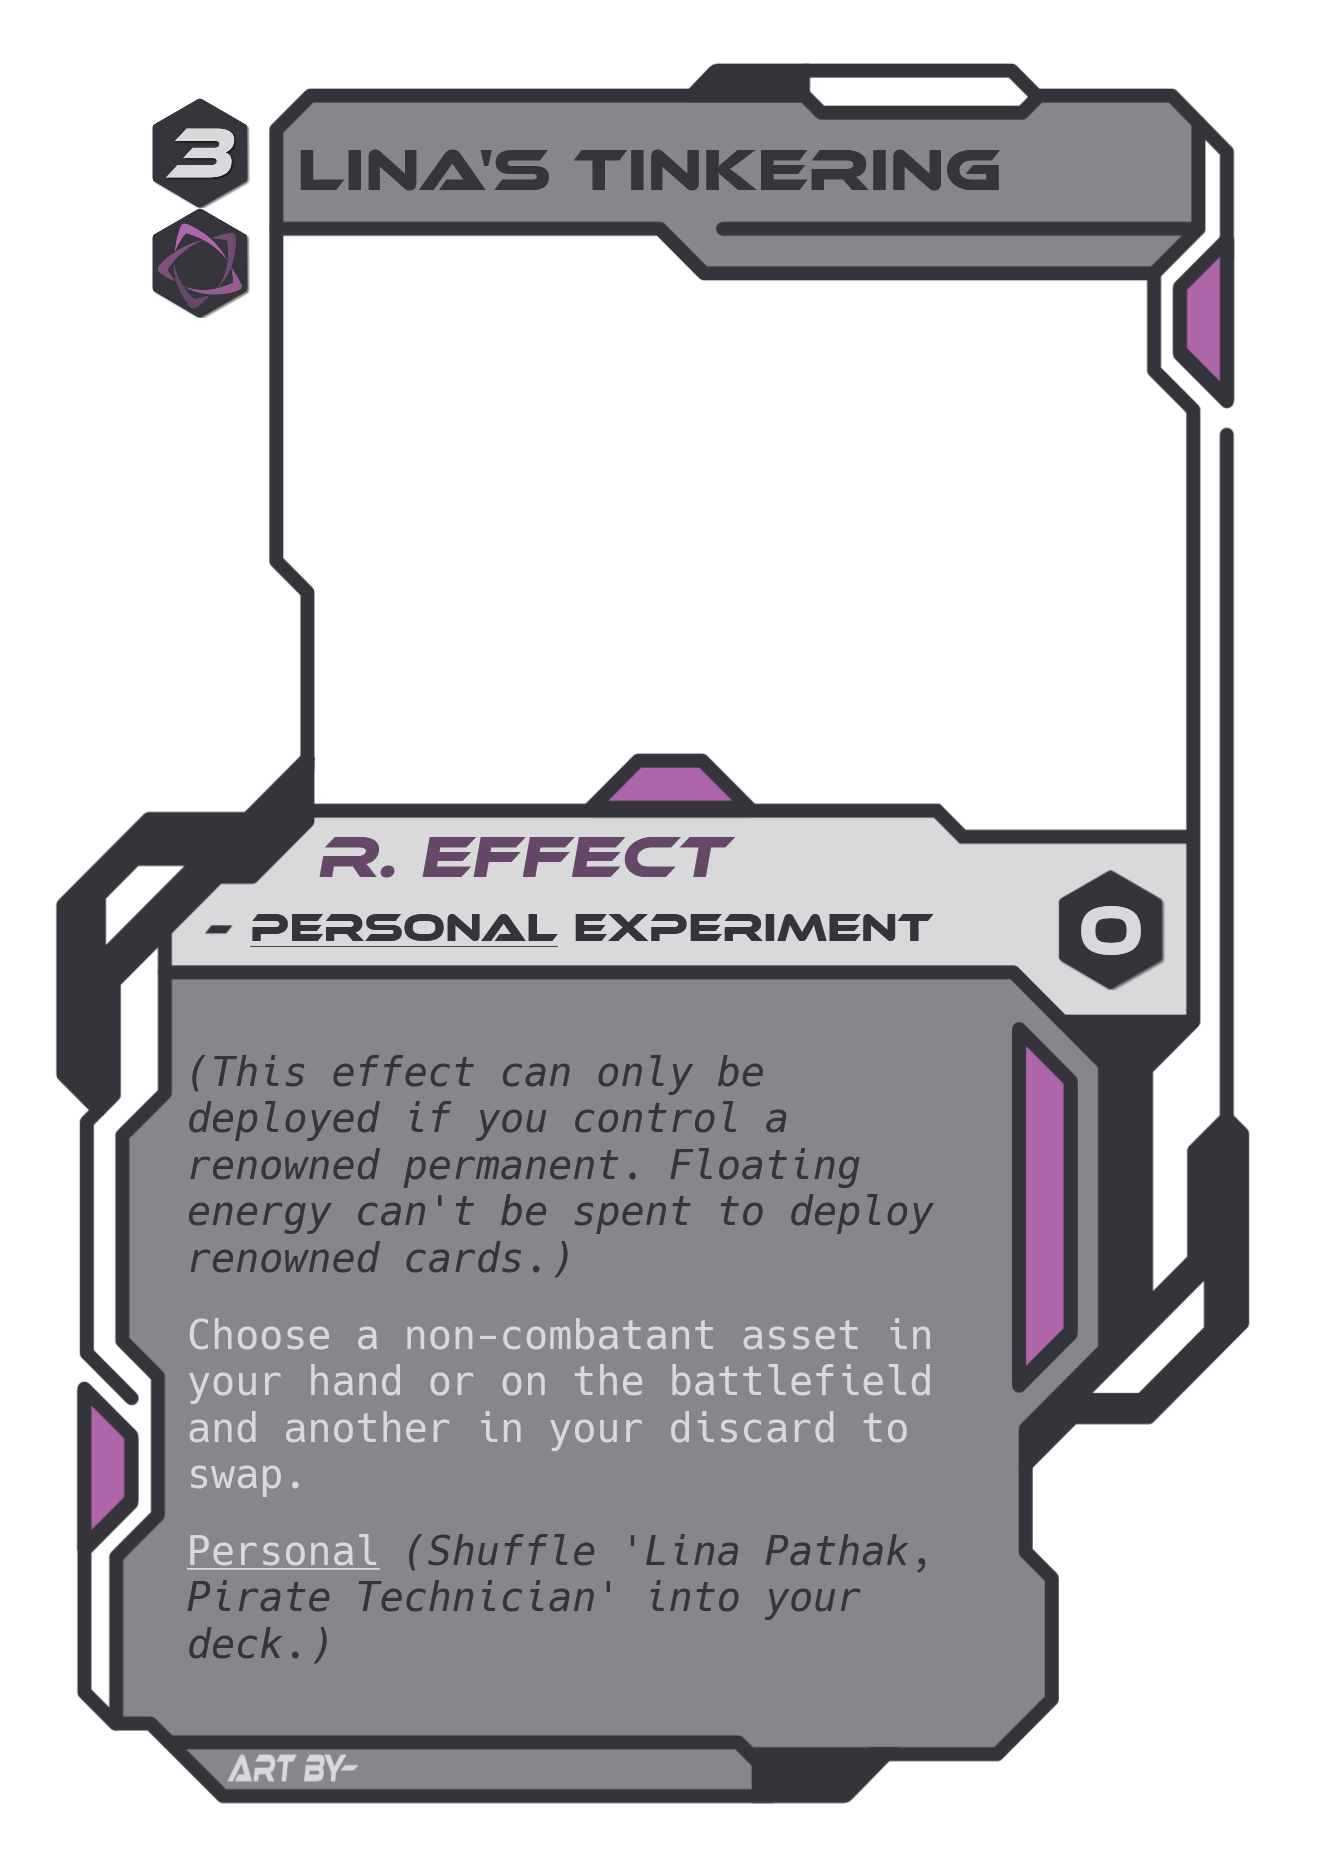 3
LINA'S TINKERING
R. EFFECT
- PERSONAL EXPERIMENT
0
(This effect can only be
deployed if you control a
renowned permanent. Floating
energy can't be spent to deploy
renowned cards.)
Choose a non-combatant asset in
your hand or on the battlefield
and another in your discard to
swap.
Personal (Shuffle 'Lina Pathak,
Pirate Technician' into your
deck.)
ART BY-